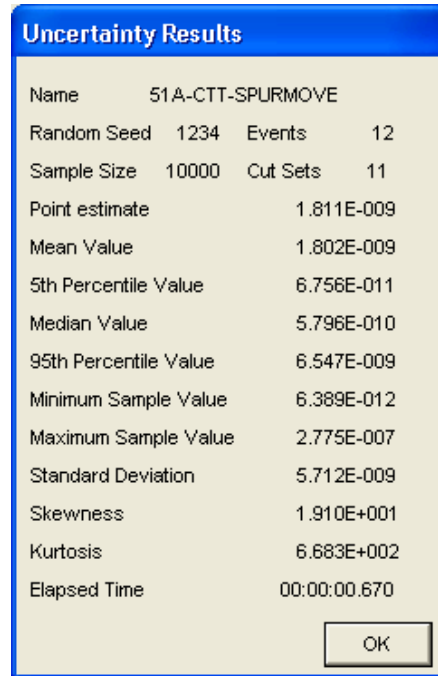 Uncertainty Results
Name 51A-CTT-SPURMOVE
Random Seed 1234 Events 12
Sample Size 10000 Cut Sets 11
Point estimate 1.811E-009
Mean Value 1.802E-009
5th Percentile Value 6.756E-011
Median Value 5.796E-010
95th Percentile Value 6.547E-009
Minimum Sample Value 6.389E-012
Maximum Sample Value 2.775E-007
Standard Deviation 5.712E-009
Skewness 1.910E+001
Kurtosis 6.683E+002
Elapsed Time 00:00:00.670
OK